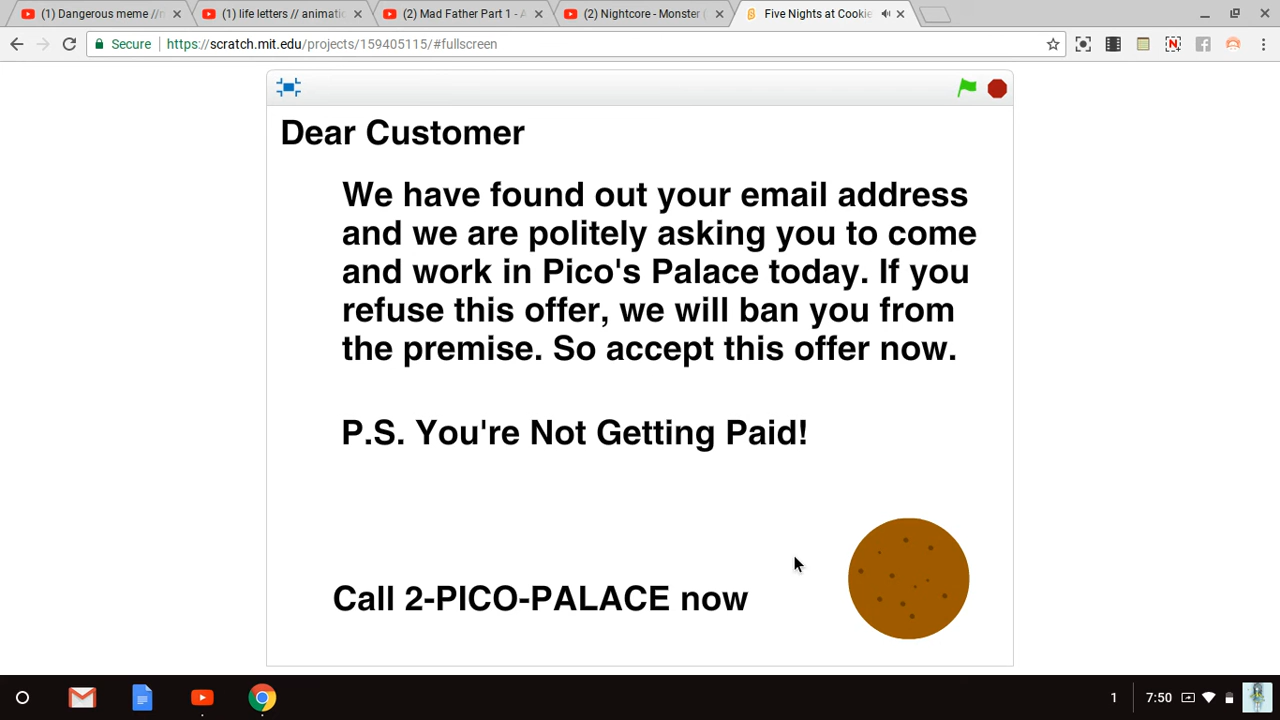 (1) Dangerous meme //n
(1) life letters // animatic
(2) Mad Father Part 1 - A
(2) Nightcore - Monster (
Five Nights at Cookie
Secure
https://scratch.mit.edu/projects/159405115/#fullscreen
N
Dear Customer
We have found out your email address
and we are politely asking you to come
and work in Pico's Palace today. If you
refuse this offer, we will ban you from
the premise. So accept this offer now.
P.S. You're Not Getting Paid!
Call 2-PICO-PALACE now
1
7:50